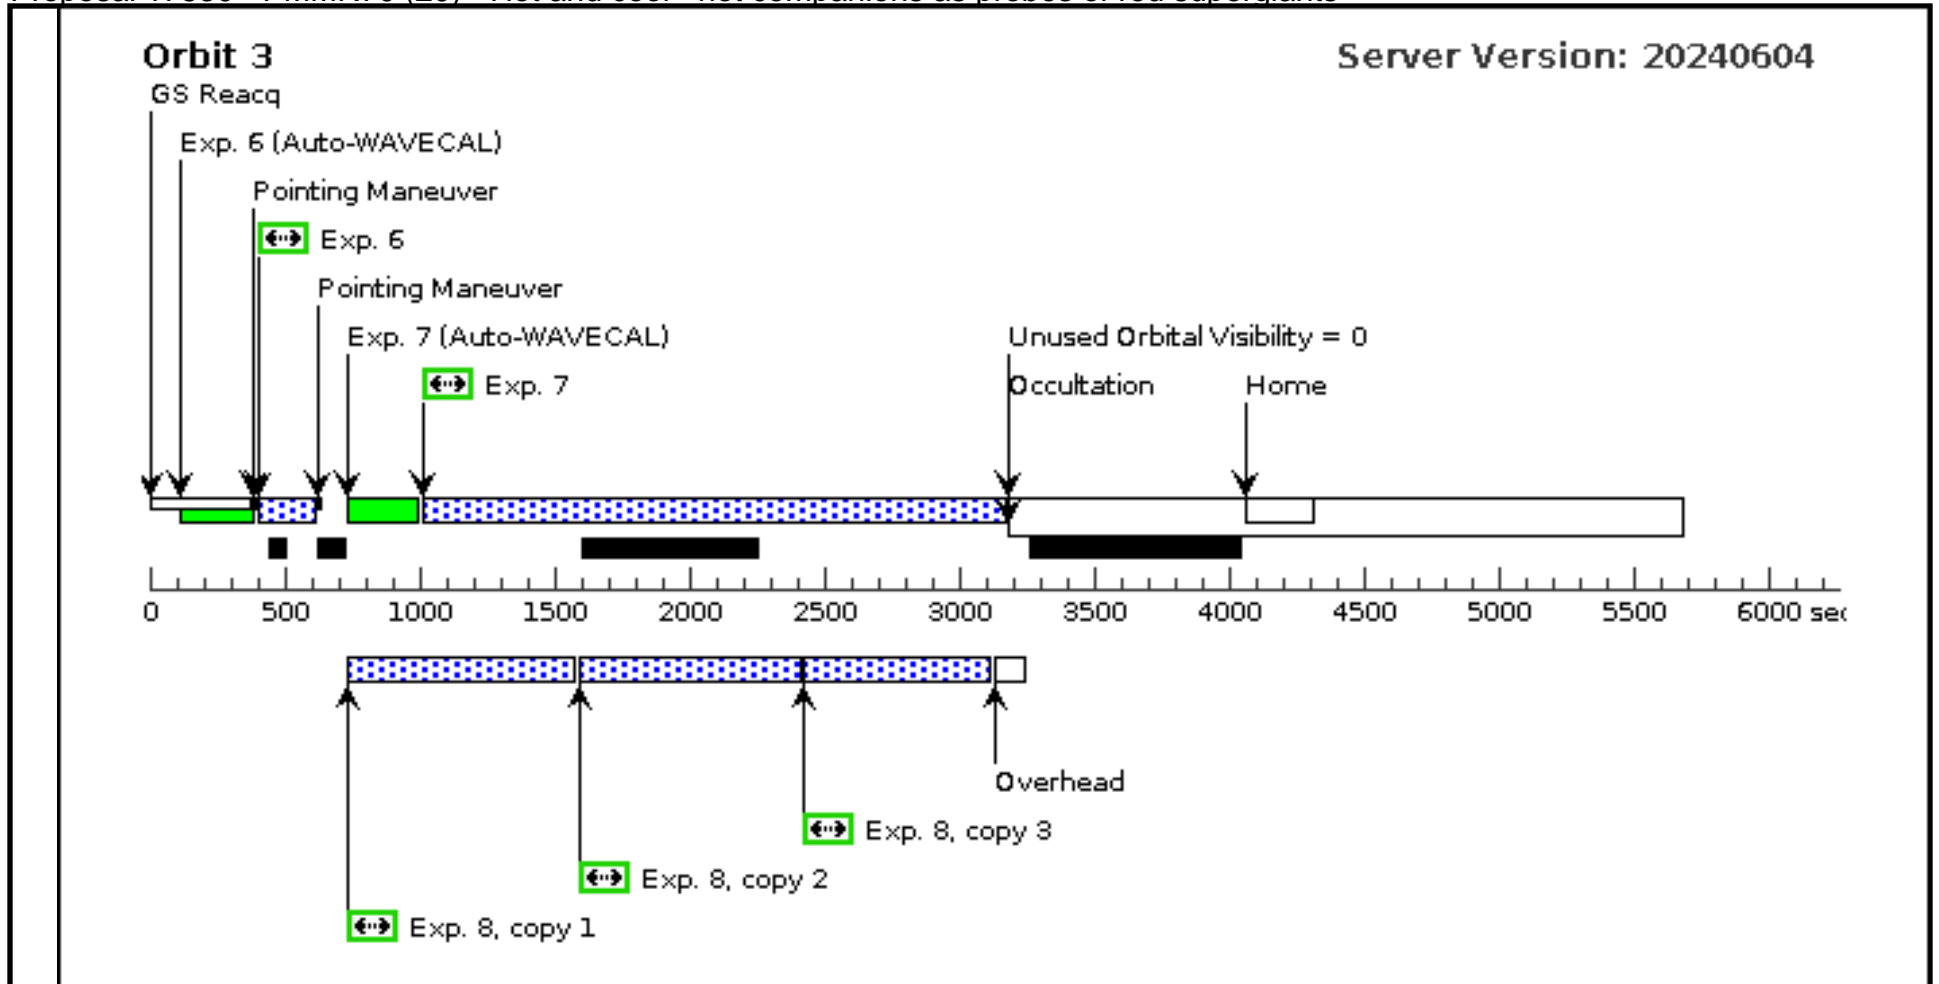 Orbit 3
Server Version: 20240604
GS Reacq
Exp. 6 (Auto-WAVECAL)
Pointing Maneuver
Exp. 6
Pointing Maneuver
Exp. 7 (Auto-WAVECAL)
Unused Orbital Visibility = 0
Exp. 7
Occultation
Home
0 500 1000 1500 2000 2500 3000 3500 4000 4500 5000 5500 6000 sec
Overhead
Exp. 8, copy 3
Exp. 8, copy 2
Exp. 8, copy 1